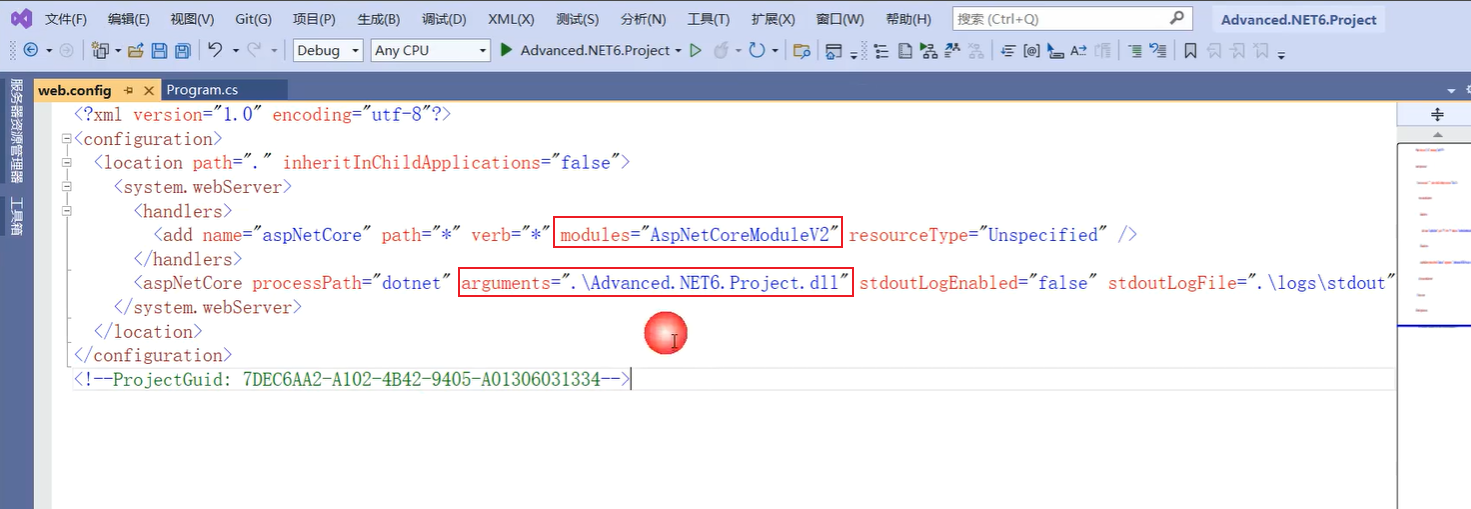 文件(F) 编辑(E) 视图(V) Git(G) 项目(P) 生成(B) 调试(D) XML(X) 测试(S) 分析(N) 工具(T) 扩展(X) 窗口(W) 帮助(H) 搜索 (Ctrl+Q) Advanced.NET6.Project
Debug Any CPU Advanced.NET6.Project
服务器资源管理器
工具箱
web.config Program.cs
<?xml version="1.0" encoding="utf-8"?>
<configuration>
<location path="." inheritInChildApplications="false">
<system.webServer>
<handlers>
<add name="aspNetCore" path="*" verb="*" modules="AspNetCoreModuleV2" resourceType="Unspecified" />
</handlers>
<aspNetCore processPath="dotnet" arguments=".\Advanced.NET6.Project.dll" stdoutLogEnabled="false" stdoutLogFile=".\logs\stdout"
</system.webServer>
</location>
</configuration>
<!--ProjectGuid: 7DEC6AA2-A102-4B42-9405-A01306031334-->